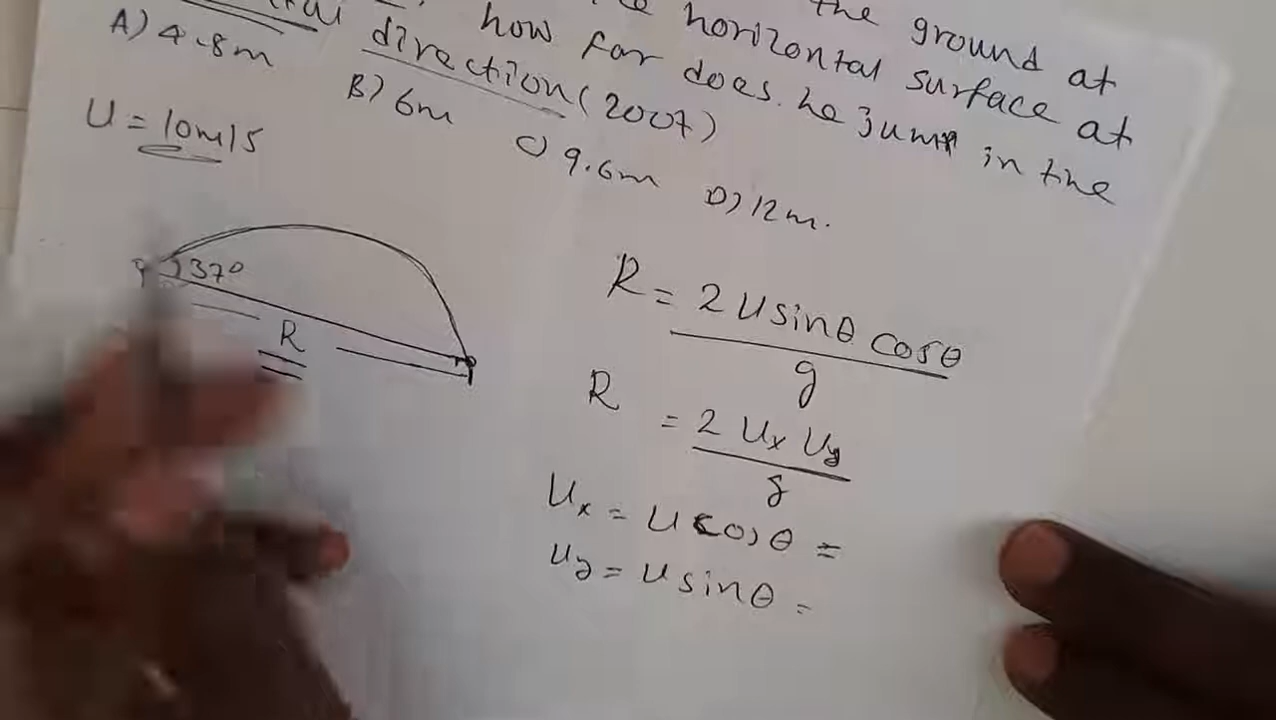 the ground at
horizontal surface at
direction (2007) how far does he jump in the
A) 4.8m B) 6m C) 9.6m D) 12m.
U = 10m/s
37°
R
R = 2 U sinθ cosθ
g
R = 2 Ux Uy
g
Ux = U cosθ =
Uy = U sinθ =